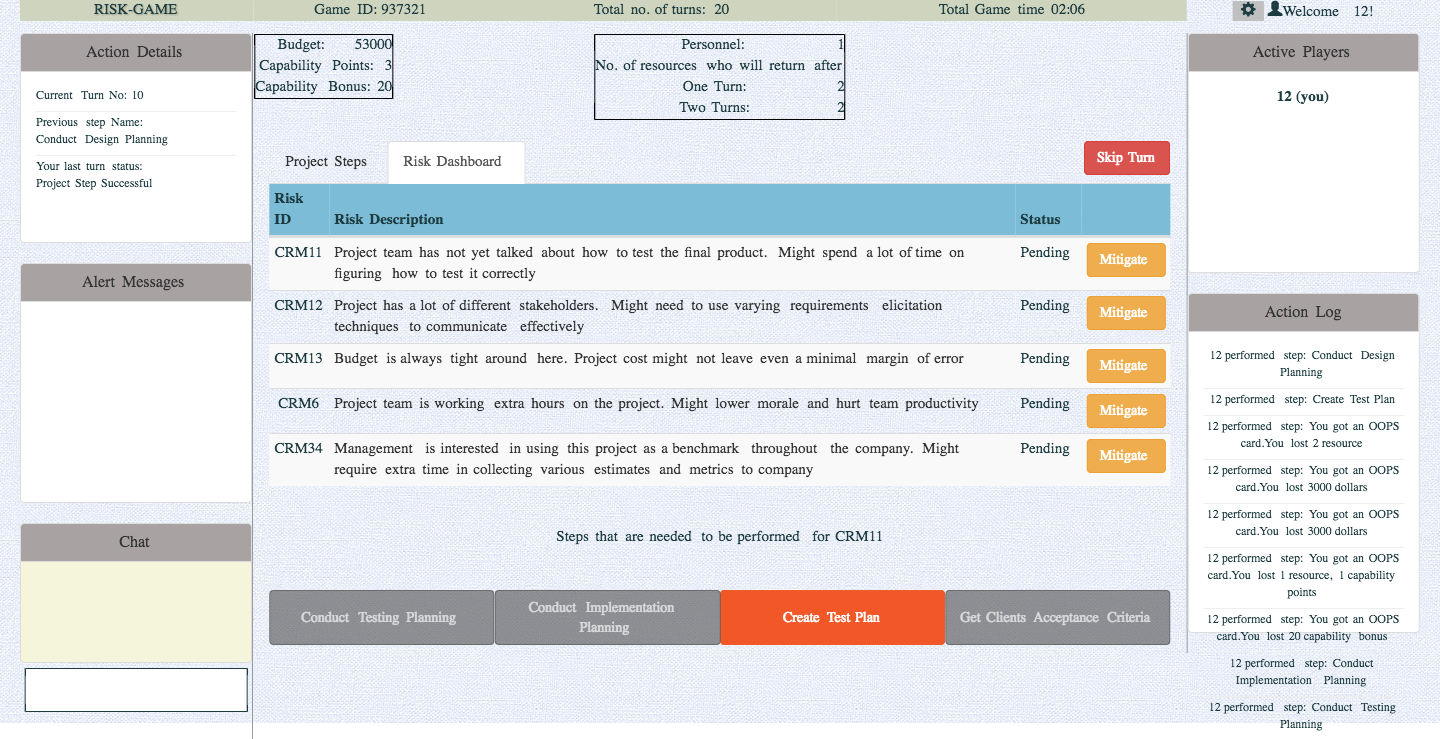 RISK-GAME
Game ID: 937321
Total no. of turns: 20
Total Game time 02:06
Welcome 12!
Action Details
Current Turn No: 10
Previous step Name:
Conduct Design Planning
Your last turn status:
Project Step Successful
Alert Messages
Chat
Budget: 53000
Capability Points: 3
Capability Bonus: 20
Personnel: 1
No. of resources who will return after
One Turn: 2
Two Turns: 2
Project Steps
Risk Dashboard
Skip Turn
Risk
ID Risk Description Status
CRM11 Project team has not yet talked about how to test the final product. Might spend a lot of time on Pending Mitigate
figuring how to test it correctly
CRM12 Project has a lot of different stakeholders. Might need to use varying requirements elicitation Pending Mitigate
techniques to communicate effectively
CRM13 Budget is always tight around here. Project cost might not leave even a minimal margin of error Pending Mitigate
CRM6 Project team is working extra hours on the project. Might lower morale and hurt team productivity Pending Mitigate
CRM34 Management is interested in using this project as a benchmark throughout the company. Might Pending Mitigate
require extra time in collecting various estimates and metrics to company
Steps that are needed to be performed for CRM11
Conduct Testing Planning
Conduct Implementation
Planning
Create Test Plan
Get Clients Acceptance Criteria
Active Players
12 (you)
Action Log
12 performed step: Conduct Design
Planning
12 performed step: Create Test Plan
12 performed step: You got an OOPS
card.You lost 2 resource
12 performed step: You got an OOPS
card.You lost 3000 dollars
12 performed step: You got an OOPS
card.You lost 3000 dollars
12 performed step: You got an OOPS
card.You lost 1 resource, 1 capability
points
12 performed step: You got an OOPS
card.You lost 20 capability bonus
12 performed step: Conduct
Implementation Planning
12 performed step: Conduct Testing
Planning